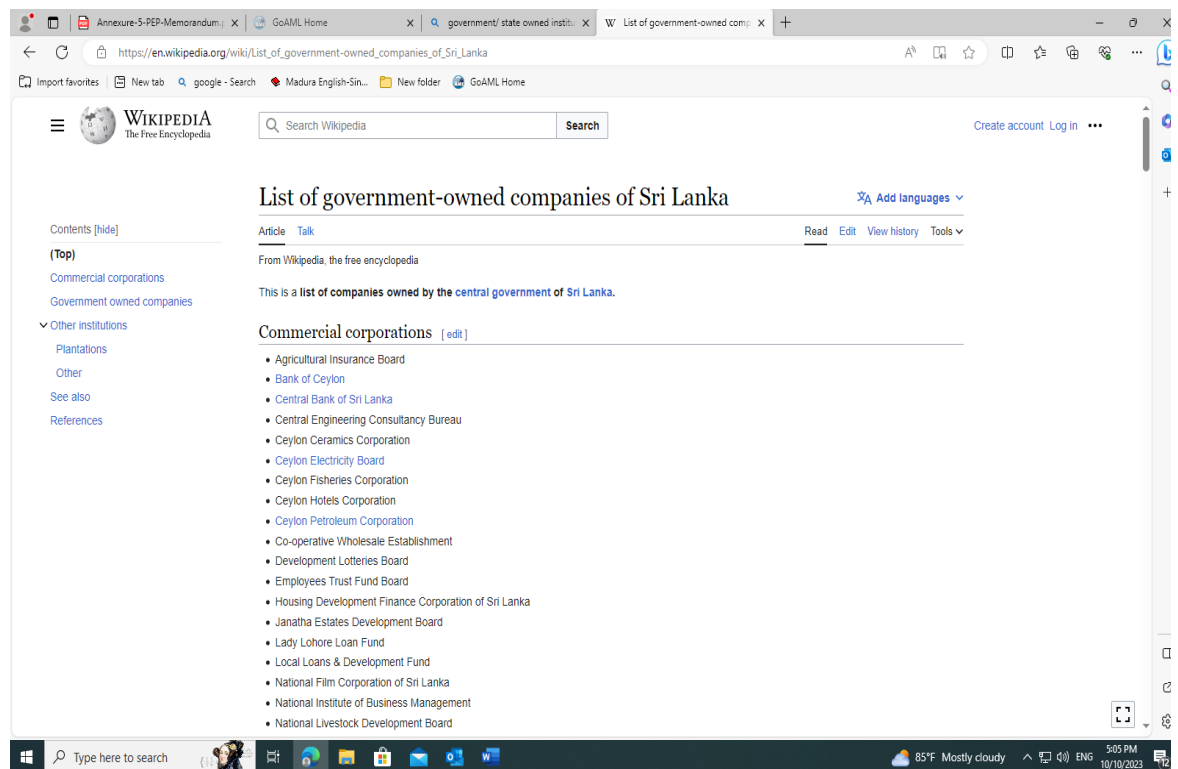 Annexure-5-PEP-Memorandum.p
GoAML Home
government/ state owned institu
List of government-owned comp
https://en.wikipedia.org/wiki/List_of_government-owned_companies_of_Sri_Lanka
Import favorites
New tab
google - Search
Madura English-Sin...
New folder
GoAML Home
WIKIPEDIA
The Free Encyclopedia
Search Wikipedia
Search
Create account Log in
List of government-owned companies of Sri Lanka
Add languages
Contents [hide]
(Top)
Commercial corporations
Government owned companies
Other institutions
Plantations
Other
See also
References
Article Talk
Read Edit View history Tools
From Wikipedia, the free encyclopedia
This is a list of companies owned by the central government of Sri Lanka.
Commercial corporations [ edit ]
• Agricultural Insurance Board
• Bank of Ceylon
• Central Bank of Sri Lanka
• Central Engineering Consultancy Bureau
• Ceylon Ceramics Corporation
• Ceylon Electricity Board
• Ceylon Fisheries Corporation
• Ceylon Hotels Corporation
• Ceylon Petroleum Corporation
• Co-operative Wholesale Establishment
• Development Lotteries Board
• Employees Trust Fund Board
• Housing Development Finance Corporation of Sri Lanka
• Janatha Estates Development Board
• Lady Lohore Loan Fund
• Local Loans & Development Fund
• National Film Corporation of Sri Lanka
• National Institute of Business Management
• National Livestock Development Board
Type here to search
85°F Mostly cloudy
ENG
5:05 PM
10/10/2023
12